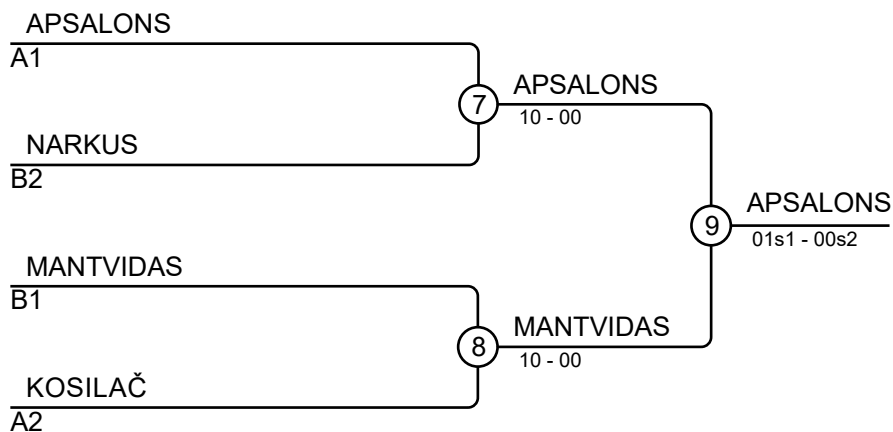 APSALONS
A1
7
APSALONS
10 - 00
NARKUS
B2
9
APSALONS
01s1 - 00s2
MANTVIDAS
B1
8
MANTVIDAS
10 - 00
KOSILAČ
A2